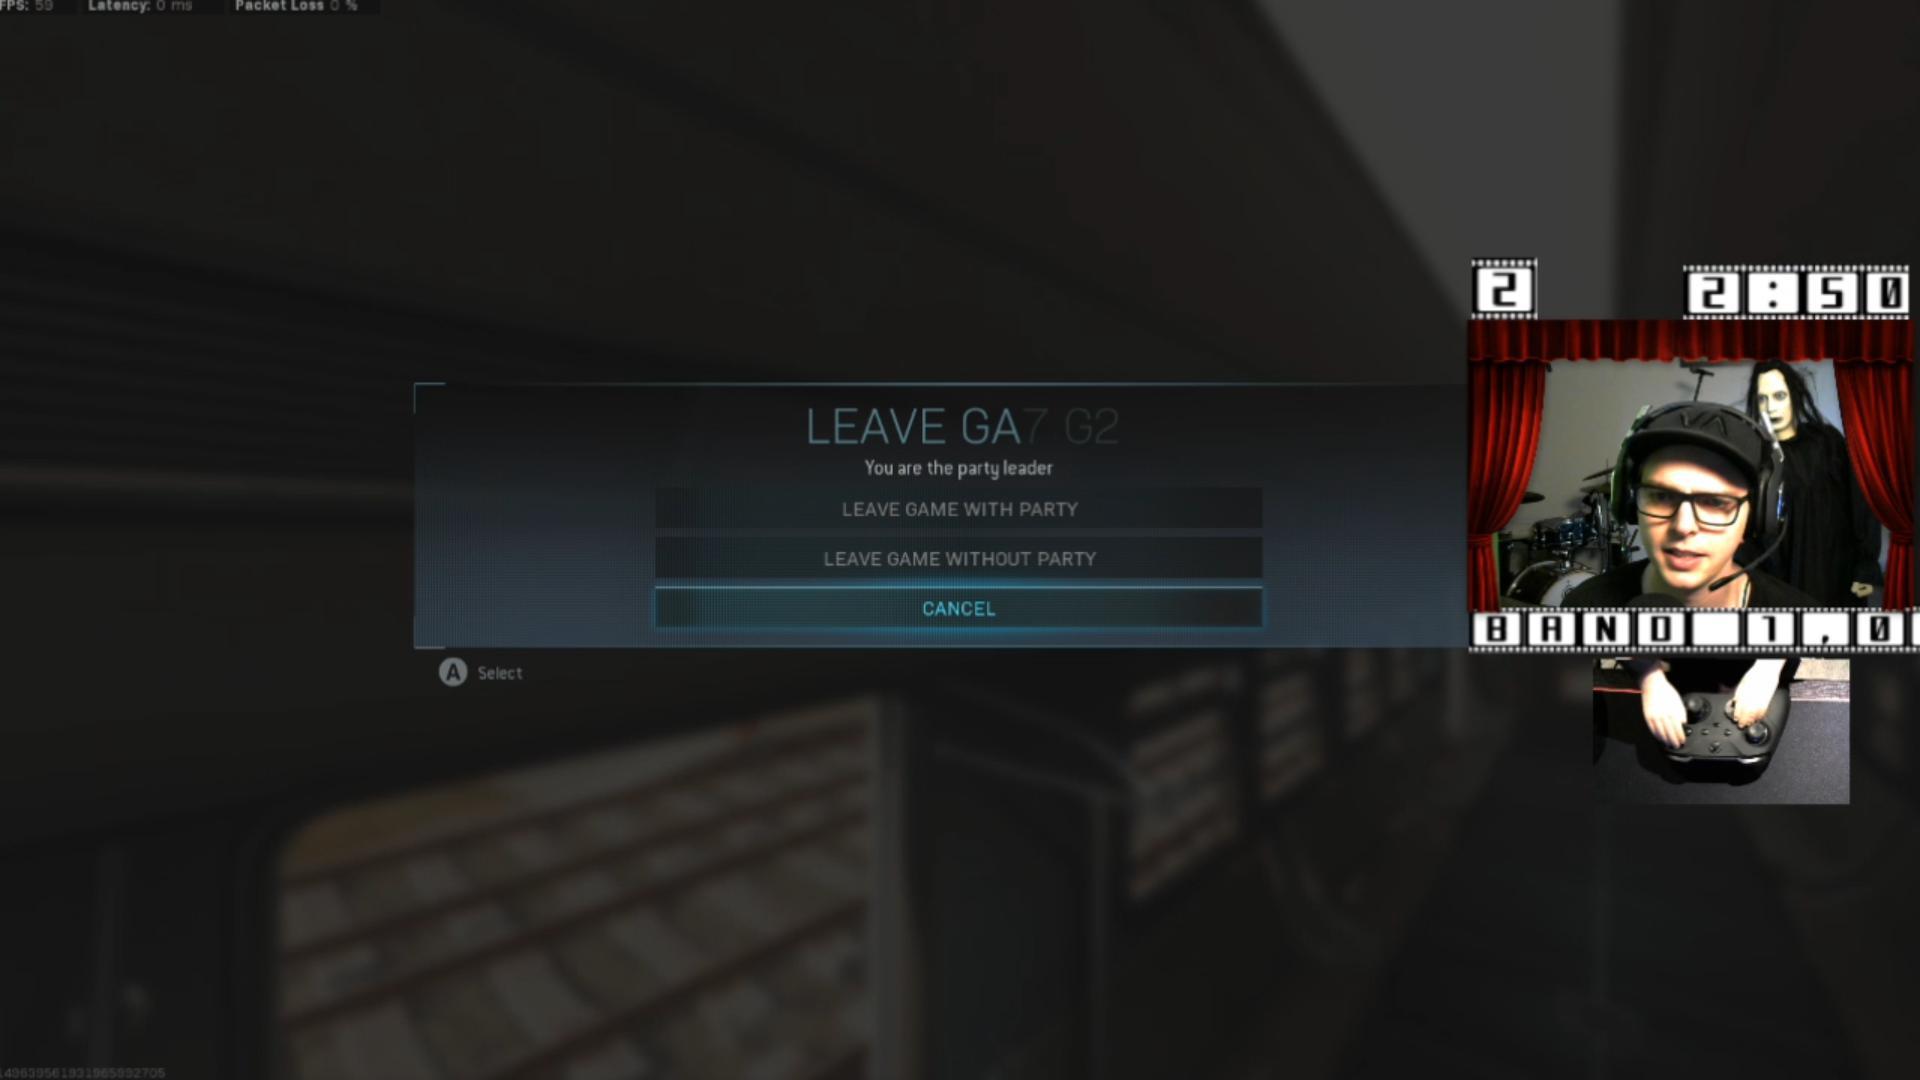 FPS: 59 Latency: 0 ms Packet Loss 0 %
2
2:50
LEAVE GA7 G2
You are the party leader
LEAVE GAME WITH PARTY
LEAVE GAME WITHOUT PARTY
CANCEL
BAND 1,0
A Select